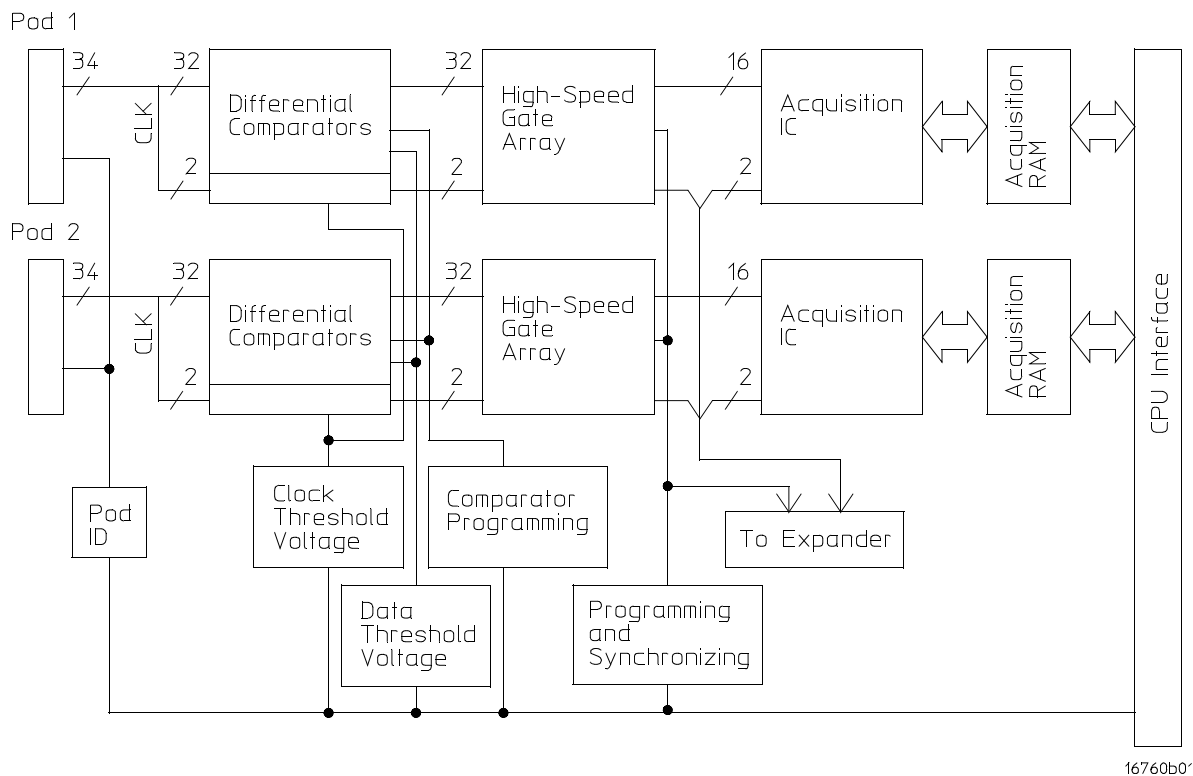 Pod 1
34
32
CLK
2
Differential
Comparators
32
2
High-Speed
Gate
Array
16
2
Acquisition
IC
Acquisition
RAM
Pod 2
34
32
CLK
2
Differential
Comparators
32
2
High-Speed
Gate
Array
16
2
Acquisition
IC
Acquisition
RAM
CPU Interface
Pod
ID
Clock
Threshold
Voltage
Comparator
Programming
To Expander
Data
Threshold
Voltage
Programming
and
Synchronizing
16760b01